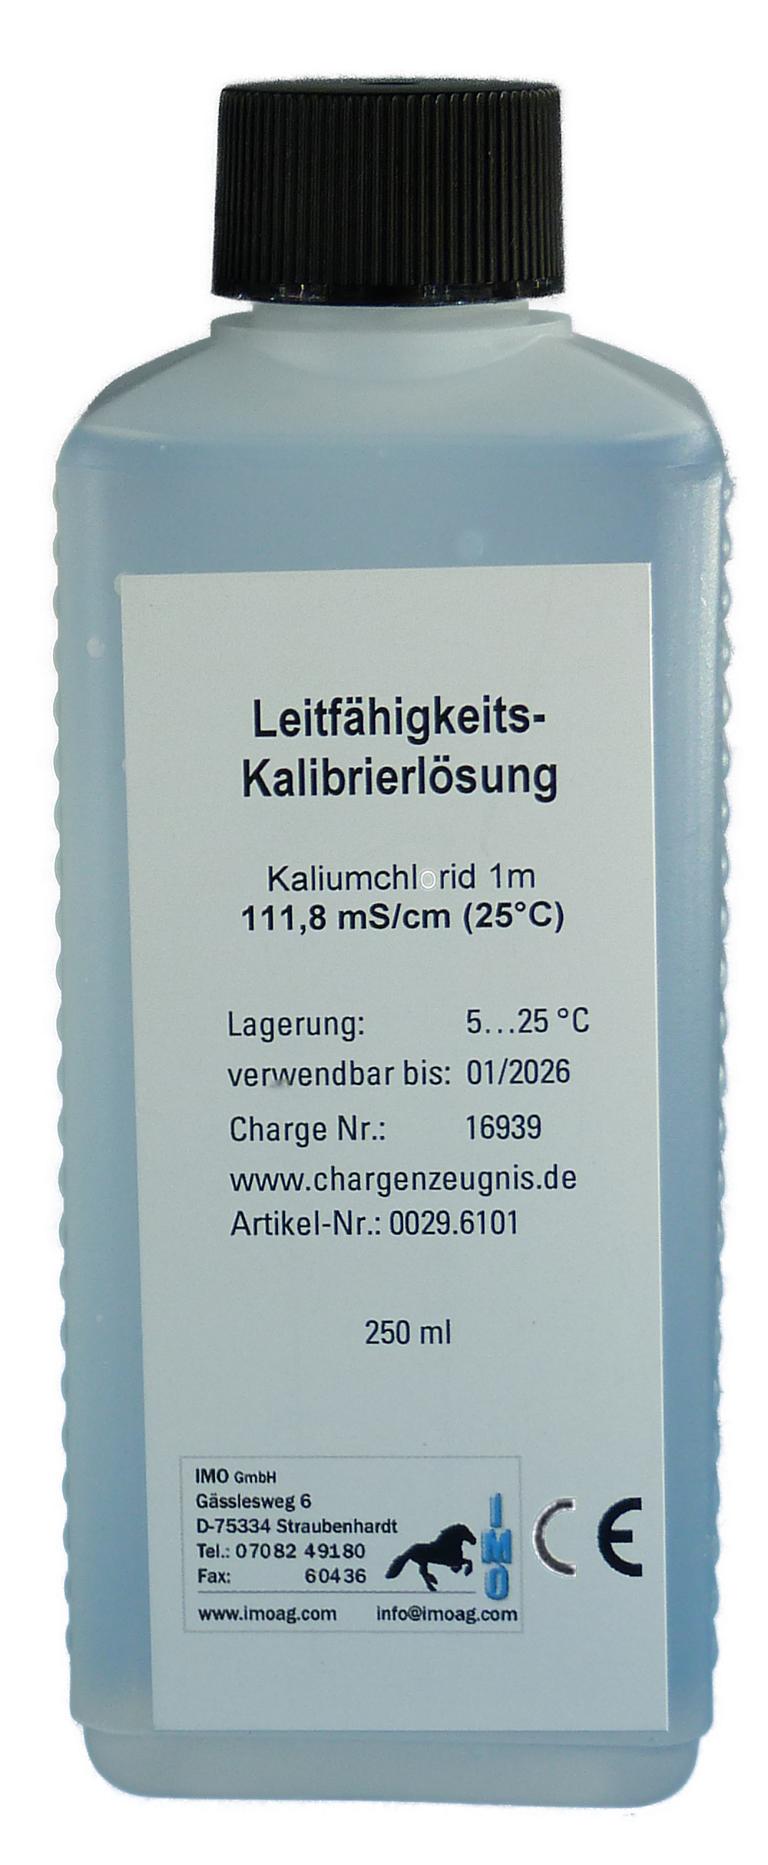 Leitfähigkeits-
Kalibrierlösung
Kaliumchlorid 1m
111,8 mS/cm (25°C)
Lagerung: 5...25 °C
verwendbar bis: 01/2026
Charge Nr.: 16939
www.chargenzeugnis.de
Artikel-Nr.: 0029.6101
250 ml
IMO GmbH
Gässlesweg 6
D-75334 Straubenhardt
Tel.: 07082 49180
Fax: 60436
www.imoag.com info@imoag.com
IMO
CE